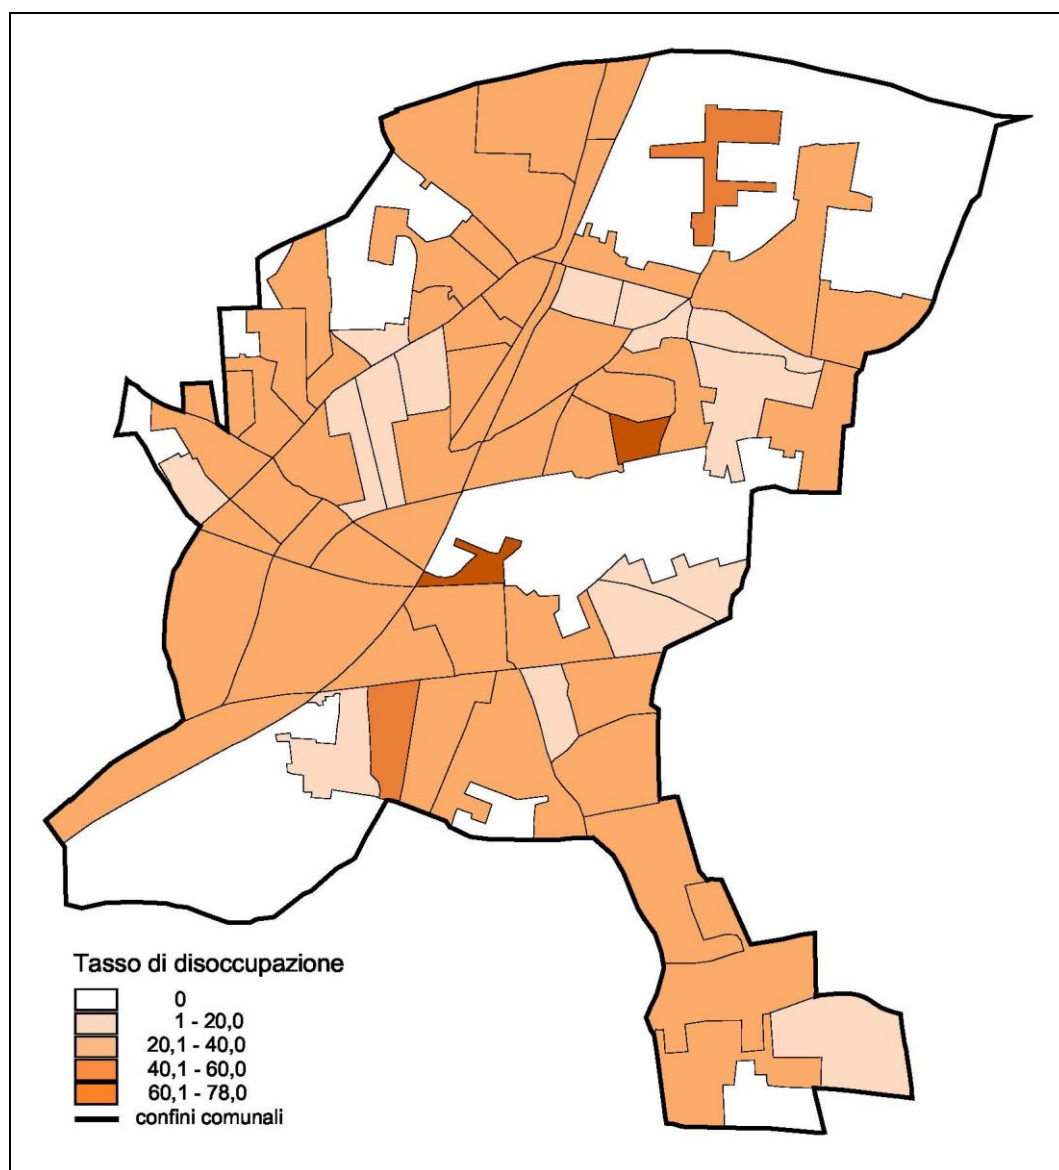 Tasso di disoccupazione
0
1 - 20,0
20,1 - 40,0
40,1 - 60,0
60,1 - 78,0
confini comunali